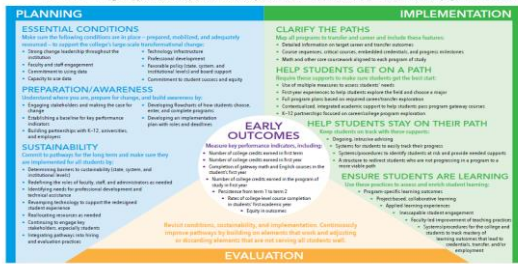 PLANNING
ESSENTIAL CONDITIONS
Make sure the following conditions are in place – prepared, mobilized, and adequately
resourced – to support the college's large-scale transformational change:
• Strong change leadership throughout the
institution
• Faculty and staff engagement
• Commitment to using data
• Capacity to use data
• Technology infrastructure
• Professional development
• Favorable policy (state, system, and
institutional levels) and board support
• Commitment to student success and equity
PREPARATION/AWARENESS
Understand where you are, prepare for change, and build awareness by:
• Engaging stakeholders and making the case
for change
• Establishing a baseline for key performance
indicators
• Building partnerships with K–12, universities,
and employers
• Developing flowcharts of how students choose,
enter, and complete programs
• Developing an implementation
plan with roles and deadlines
SUSTAINABILITY
Commit to pathways for the long term and make sure they
are implemented for all students by:
• Determining barriers to sustainability (state, system, and
institutional levels)
• Redefining the roles of faculty, staff, and administrators as needed
• Identifying needs for professional development and
technical assistance
• Revamping technology to support the redesigned
student experience
• Reallocating resources as needed
• Continuing to engage key
stakeholders, especially students
• Integrating pathways into hiring
and evaluation practices
EARLY
OUTCOMES
Measure key performance indicators, including:
• Number of college credits earned in first term
• Number of college credits earned in first year
• Completion of gateway math and English courses in the
student's first year
• Number of college credits earned in the program of
study in first year
• Persistence from term 1 to term 2
• Rates of college-level course completion
in students' first academic year
• Equity in outcomes
IMPLEMENTATION
CLARIFY THE PATHS
Map all programs to transfer and career and include these features:
• Detailed information on target career and transfer outcomes
• Course sequences, critical courses, embedded credentials, and progress milestones
• Math and other core coursework aligned to each program of study
HELP STUDENTS GET ON A PATH
Require these supports to make sure students get the best start:
• Use of multiple measures to assess students' needs
• First-year experiences to help students explore the field and choose a major
• Full program plans based on required career/transfer exploration
• Contextualized, integrated academic support to help students pass program gateway courses
• K–12 partnerships focused on career/college program exploration
HELP STUDENTS STAY ON THEIR PATH
Keep students on track with these supports:
• Ongoing, intrusive advising
• Systems for students to easily track their progress
• Systems/procedures to identify students at risk and provide needed supports
• A structure to redirect students who are not progressing in a program to a
more viable path
ENSURE STUDENTS ARE LEARNING
Use these practices to assess and enrich student learning:
• Program-specific learning outcomes
• Project-based, collaborative learning
• Applied learning experiences
• Inescapable student engagement
• Faculty-led improvement of teaching practices
• Systems/procedures for the college and
students to track mastery of
learning outcomes that lead to
credentials, transfer, and/or
employment
Revisit conditions, sustainability, and implementation. Continuously
improve pathways by building on elements that work and adjusting
or discarding elements that are not serving all students well.
EVALUATION